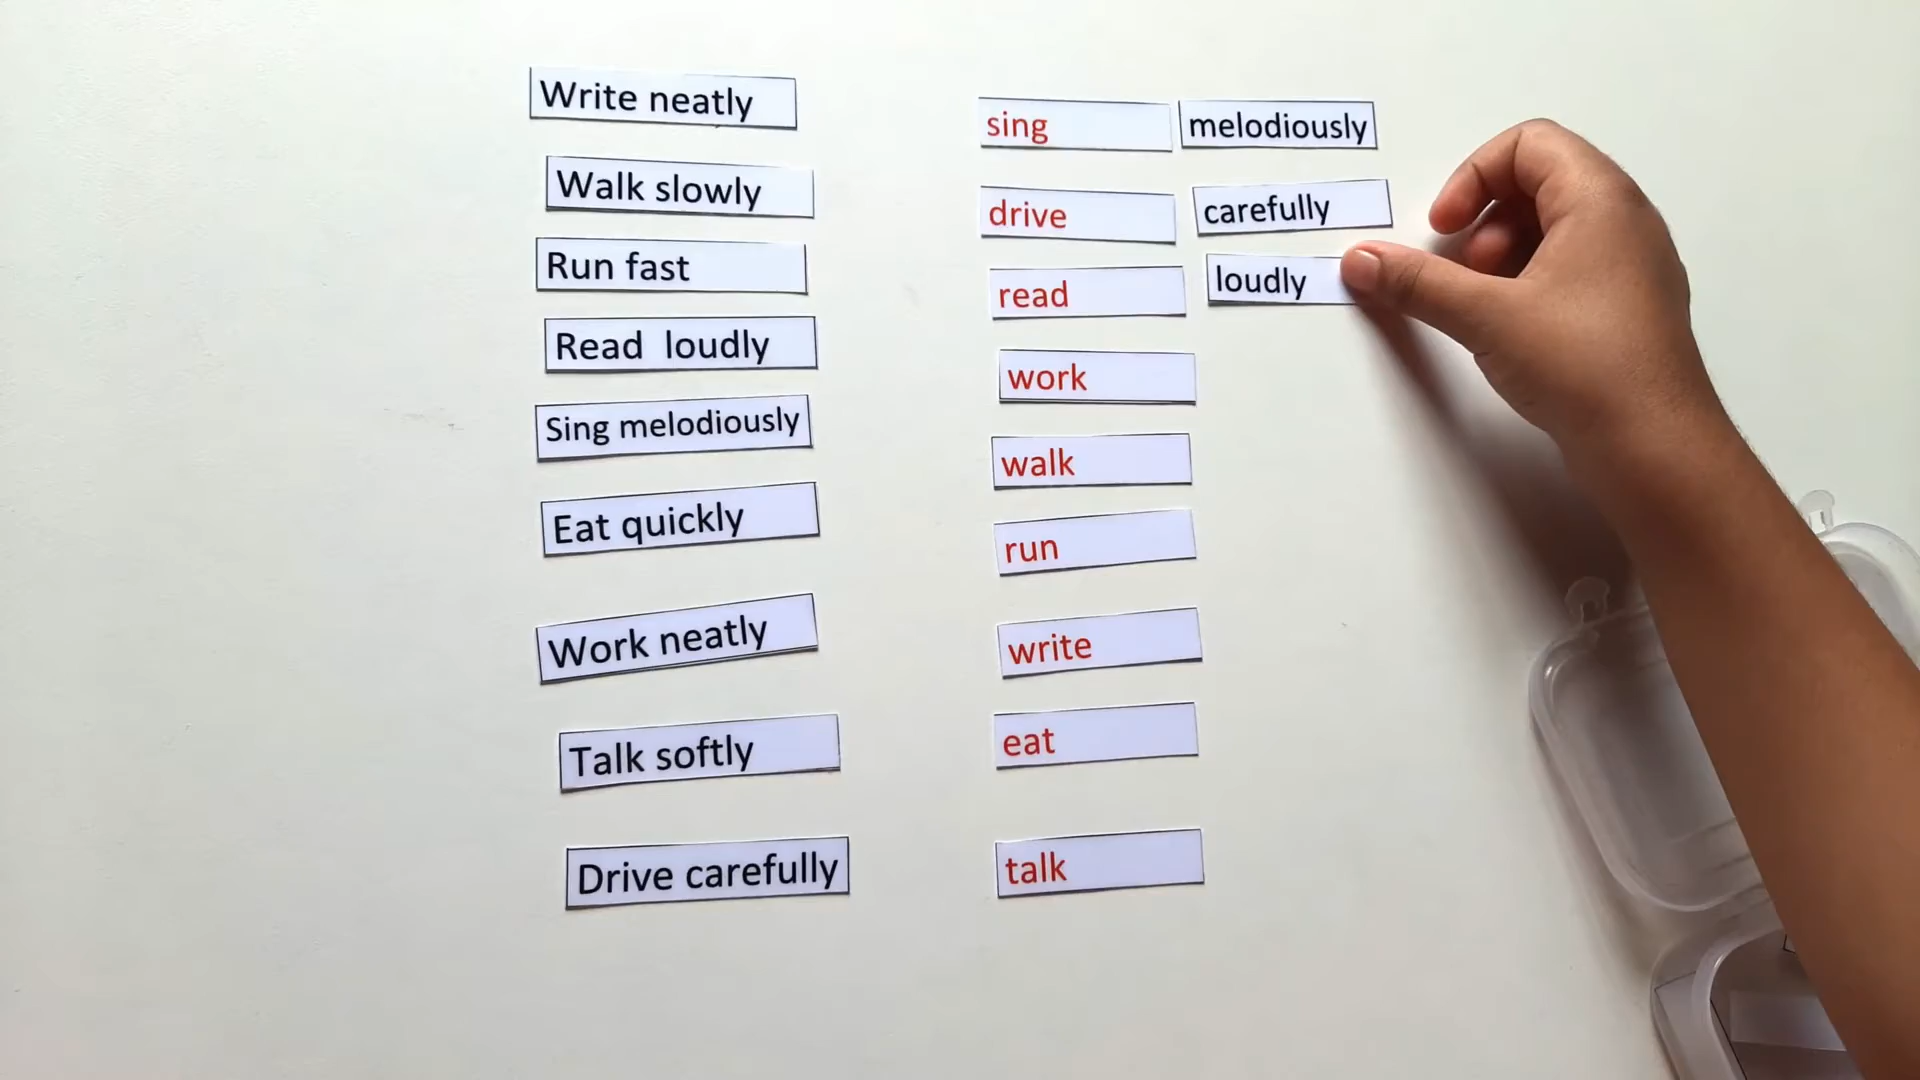 Write neatly
Walk slowly
Run fast
Read loudly
Sing melodiously
Eat quickly
Work neatly
Talk softly
Drive carefully
sing melodiously
drive carefully
read loudly
work
walk
run
write
eat
talk